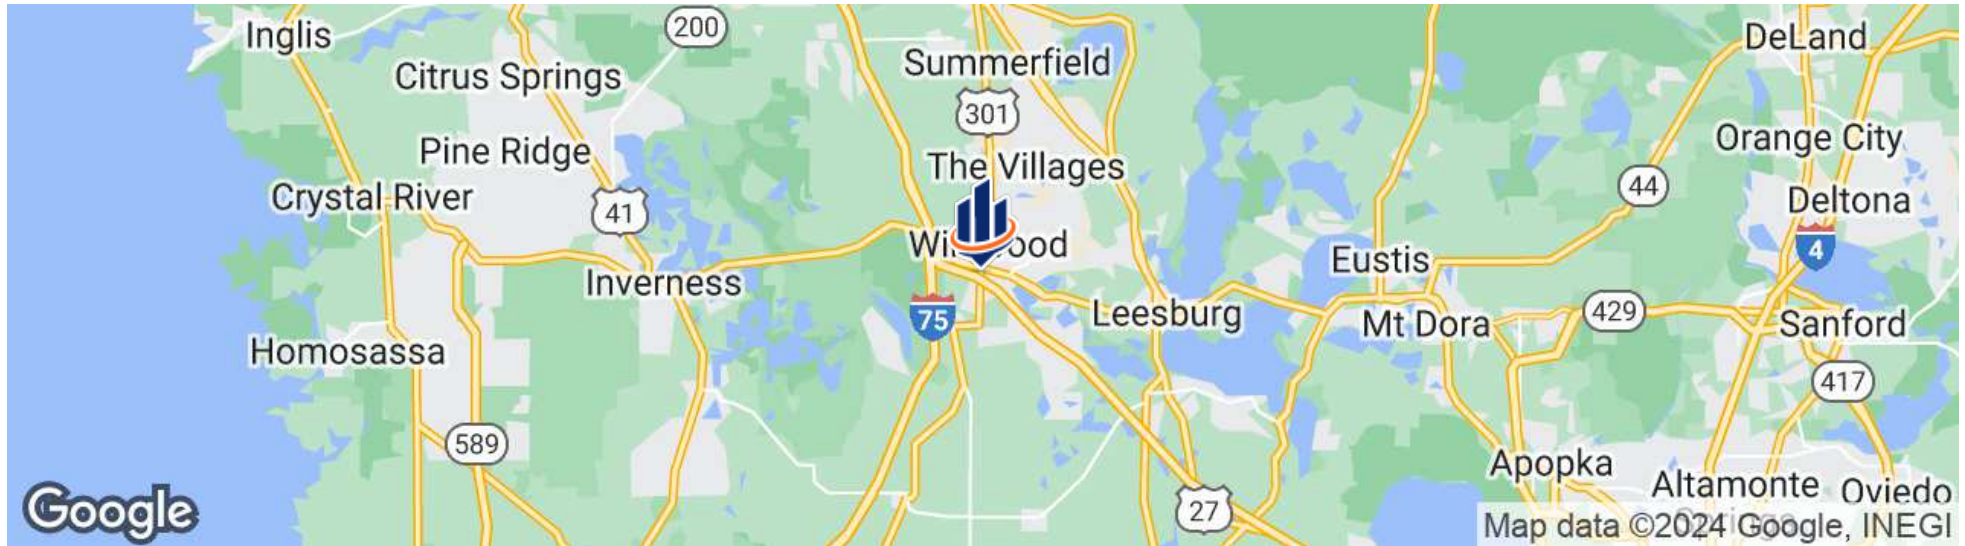 Inglis
200
DeLand
Citrus Springs
Summerfield
301
Orange City
Pine Ridge
The Villages
44
Crystal River
41
Deltona
4
Inverness
Eustis
75
Leesburg
429
Mt Dora
Sanford
Homosassa
417
589
Apopka
Altamonte
Oviedo
27
Google
Map data ©2024 Google, INEGI